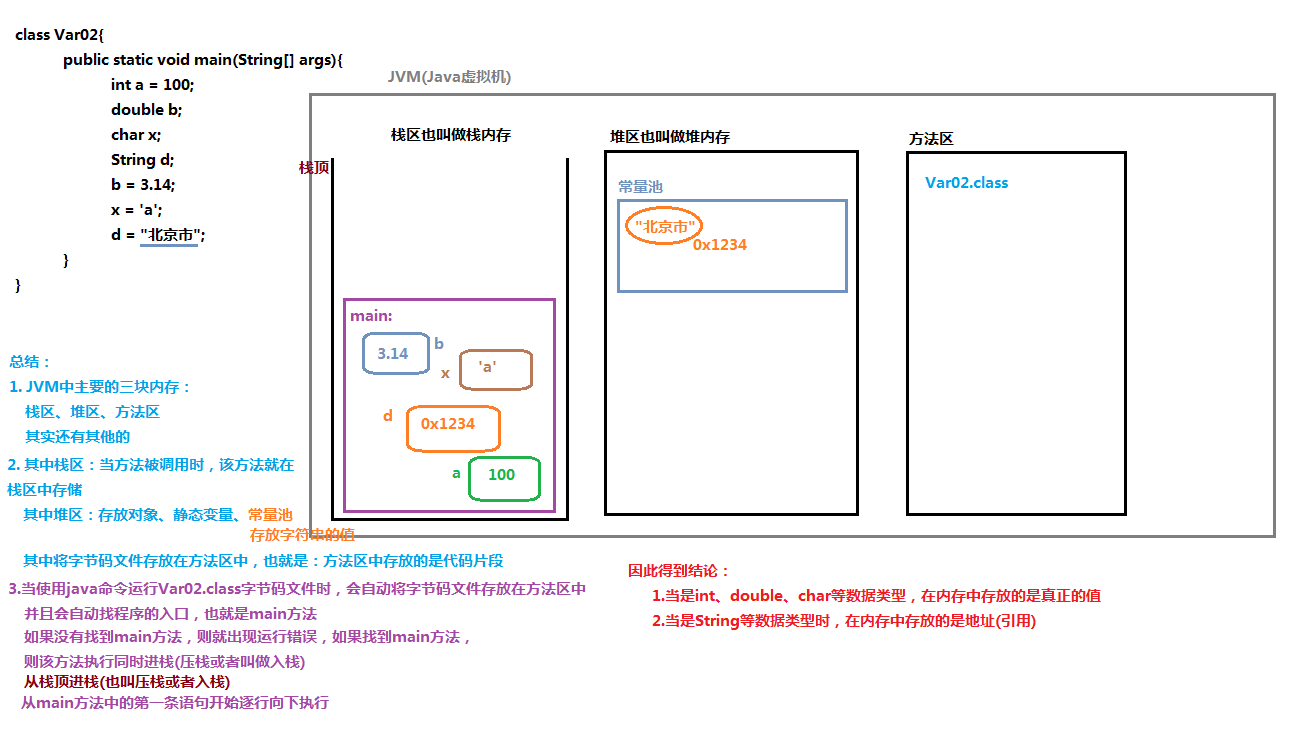 class Var02{
public static void main(String[] args){
int a = 100;
double b;
char x;
String d;
b = 3.14;
x = 'a';
d = "北京市";
}
}
JVM(Java虚拟机)
栈区也叫做栈内存
栈顶
main:
3.14
b
x
'a'
d
0x1234
a
100
堆区也叫做堆内存
常量池
"北京市"
0x1234
方法区
Var02.class
总结：
1. JVM中主要的三块内存：
栈区、堆区、方法区
其实还有其他的
2. 其中栈区：当方法被调用时，该方法就在
栈区中存储
其中堆区：存放对象、静态变量、常量池
存放字符串的值
其中将字节码文件存放在方法区中，也就是：方法区中存放的是代码片段
3.当使用java命令运行Var02.class字节码文件时，会自动将字节码文件存放在方法区中
并且会自动找程序的入口，也就是main方法
如果没有找到main方法，则就出现运行错误，如果找到main方法，
则该方法执行同时进栈(压栈或者叫做入栈)
从栈顶进栈(也叫压栈或者入栈)
从main方法中的第一条语句开始逐行向下执行
因此得到结论：
1.当是int、double、char等数据类型，在内存中存放的是真正的值
2.当是String等数据类型时，在内存中存放的是地址(引用)